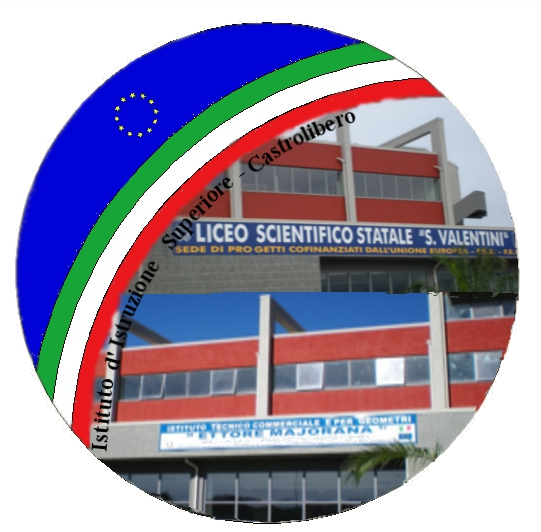 Istituto d' Istruzione Superiore - Castrolibero
LICEO SCIENTIFICO STATALE "S. VALENTINI"
SEDE DI PROGETTI COFINANZIATI DALL'UNIONE EUROPEA - F.S.E. -
ISTITUTO TECNICO COMMERCIALE E PER GEOMETRI
"ETTORE MAJORANA"